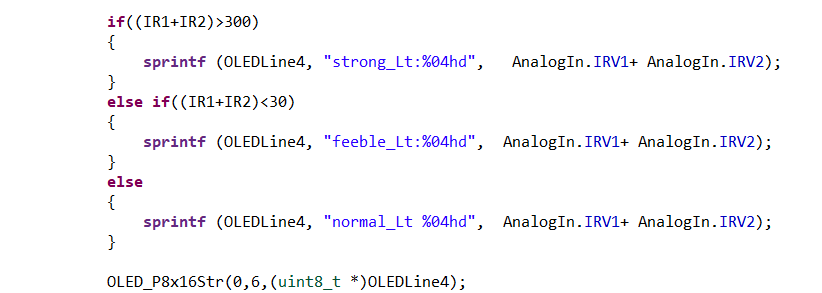 if((IR1+IR2)>300)
{
    sprintf (OLEDLine4, "strong_Lt:%04hd",   AnalogIn.IRV1+ AnalogIn.IRV2);
}
else if((IR1+IR2)<30)
{
    sprintf (OLEDLine4, "feeble_Lt:%04hd",  AnalogIn.IRV1+ AnalogIn.IRV2);
}
else
{
    sprintf (OLEDLine4, "normal_Lt %04hd",  AnalogIn.IRV1+ AnalogIn.IRV2);
}
OLED_P8x16Str(0,6,(uint8_t *)OLEDLine4);